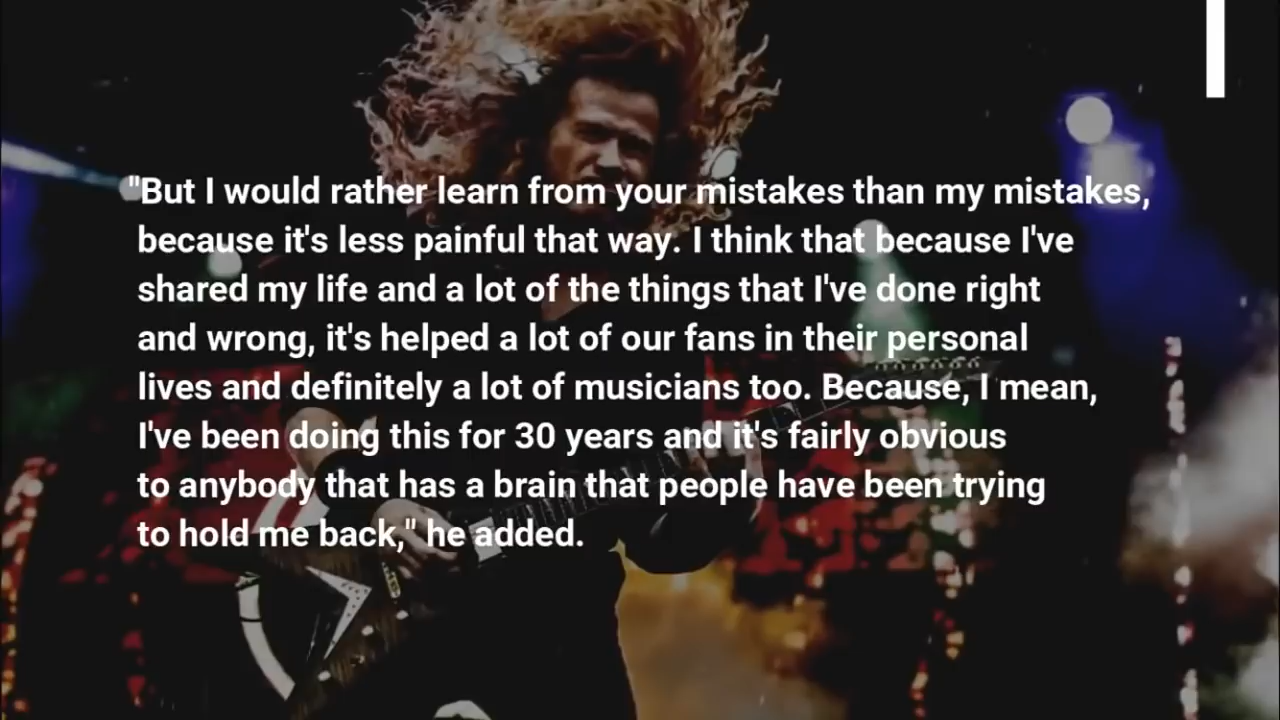 "But I would rather learn from your mistakes than my mistakes,
because it's less painful that way. I think that because I've
shared my life and a lot of the things that I've done right
and wrong, it's helped a lot of our fans in their personal
lives and definitely a lot of musicians too. Because, I mean,
I've been doing this for 30 years and it's fairly obvious
to anybody that has a brain that people have been trying
to hold me back," he added.